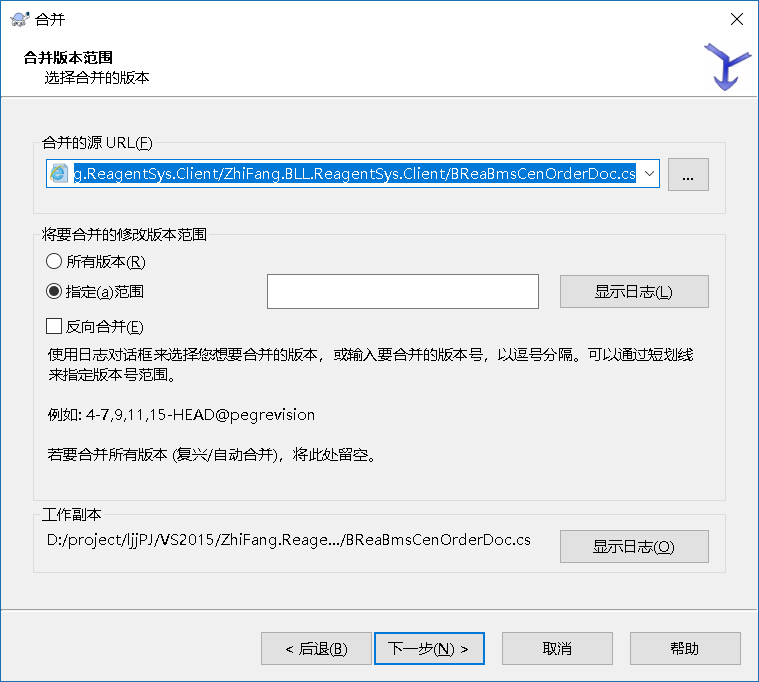 合并
合并版本范围
选择合并的版本
合并的源 URL(F)
g.ReagentSys.Client/ZhiFang.BLL.ReagentSys.Client/BReaBmsCenOrderDoc.cs
...
将要合并的修改版本范围
所有版本(R)
指定(a)范围
显示日志(L)
反向合并(E)
使用日志对话框来选择您想要合并的版本，或输入要合并的版本号，以逗号分隔。可以通过短划线
来指定版本号范围。
例如: 4-7,9,11,15-HEAD@pegrevision
若要合并所有版本 (复兴/自动合并)，将此处留空。
工作副本
D:/project/ljjPJ/VS2015/ZhiFang.Reage.../BReaBmsCenOrderDoc.cs
显示日志(O)
< 后退(B)
下一步(N) >
取消
帮助